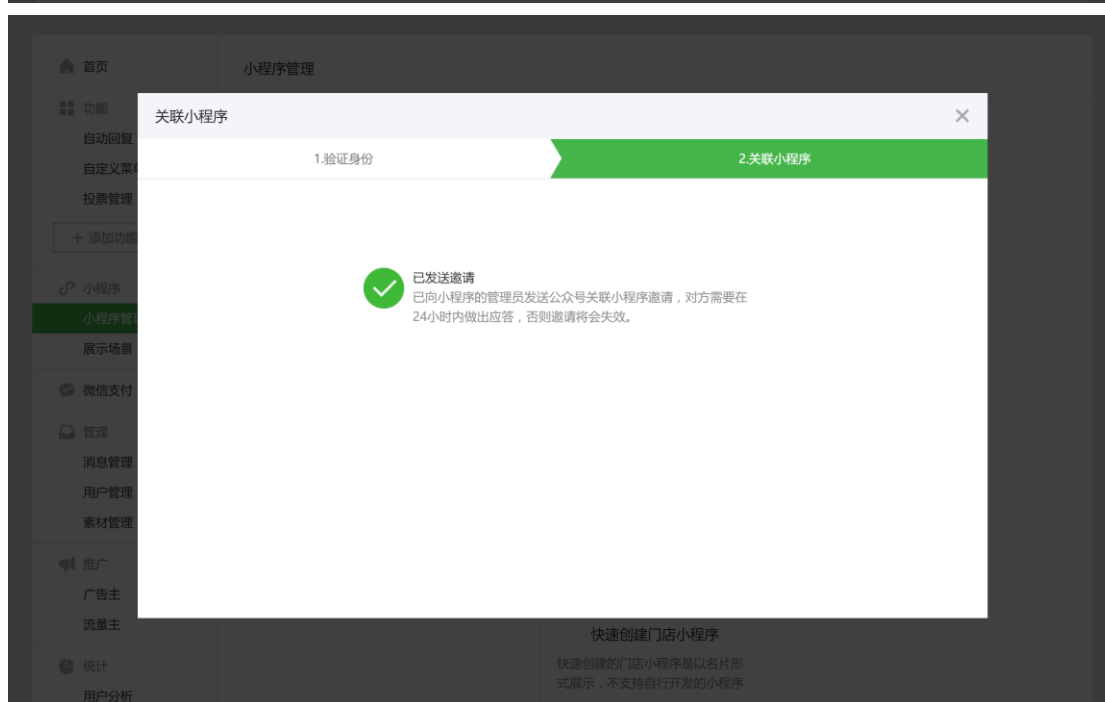 首页
小程序管理
功能
关联小程序
自动回复
1.验证身份
2.关联小程序
自定义菜单
投票管理
+ 添加功能
已发送邀请
小程序
已向小程序的管理员发送公众号关联小程序邀请，对方需要在
24小时内做出应答，否则邀请将会失效。
小程序管
展示场景
微信支付
管理
消息管理
用户管理
素材管理
推广
广告主
流量主
快速创建门店小程序
统计
快速创建的门店小程序是以名片形
式展示，不支持自行开发的小程序
用户分析